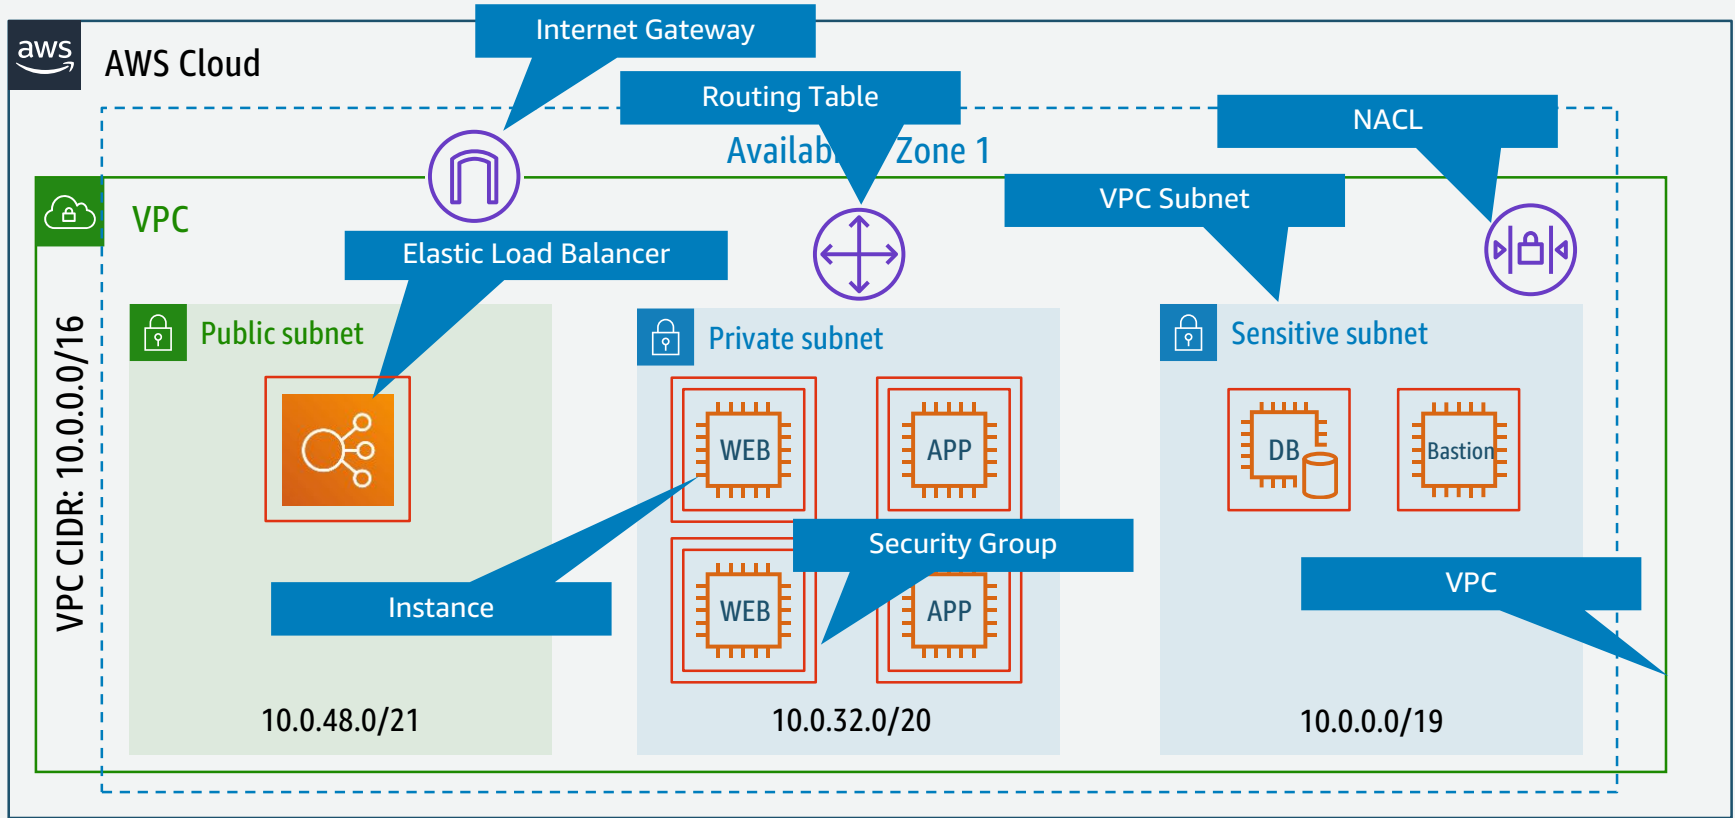 Internet Gateway
aws
AWS Cloud
Routing Table
NACL
Availab Zone 1
VPC Subnet
VPC
Elastic Load Balancer
VPC CIDR: 10.0.0.0/16
Public subnet
Private subnet
Sensitive subnet
WEB
APP
DB
Bastion
Security Group
VPC
Instance
WEB
APP
10.0.48.0/21
10.0.32.0/20
10.0.0.0/19